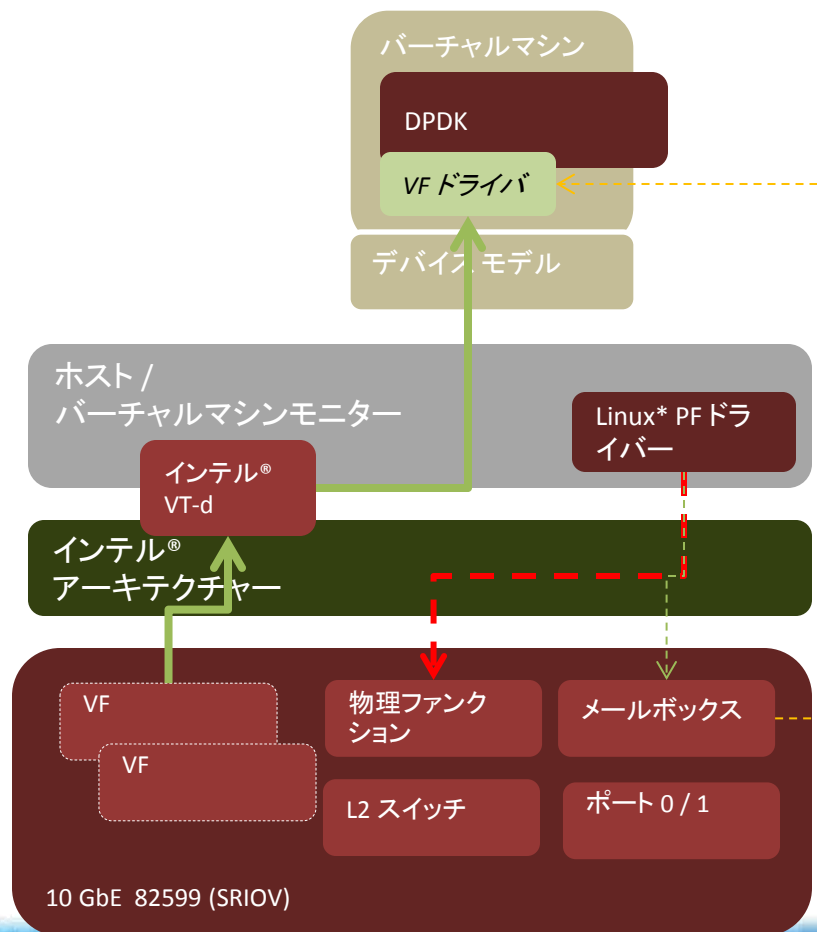 バーチャルマシン
DPDK
VF ドライバ
デバイス モデル
ホスト /
バーチャルマシンモニター
Linux* PF ドラ
イバー
インテル®
VT-d
インテル®
アーキテクチャー
VF
VF
物理ファンク
ション
メールボックス
L2 スイッチ
ポート 0 / 1
10 GbE 82599 (SRIOV)